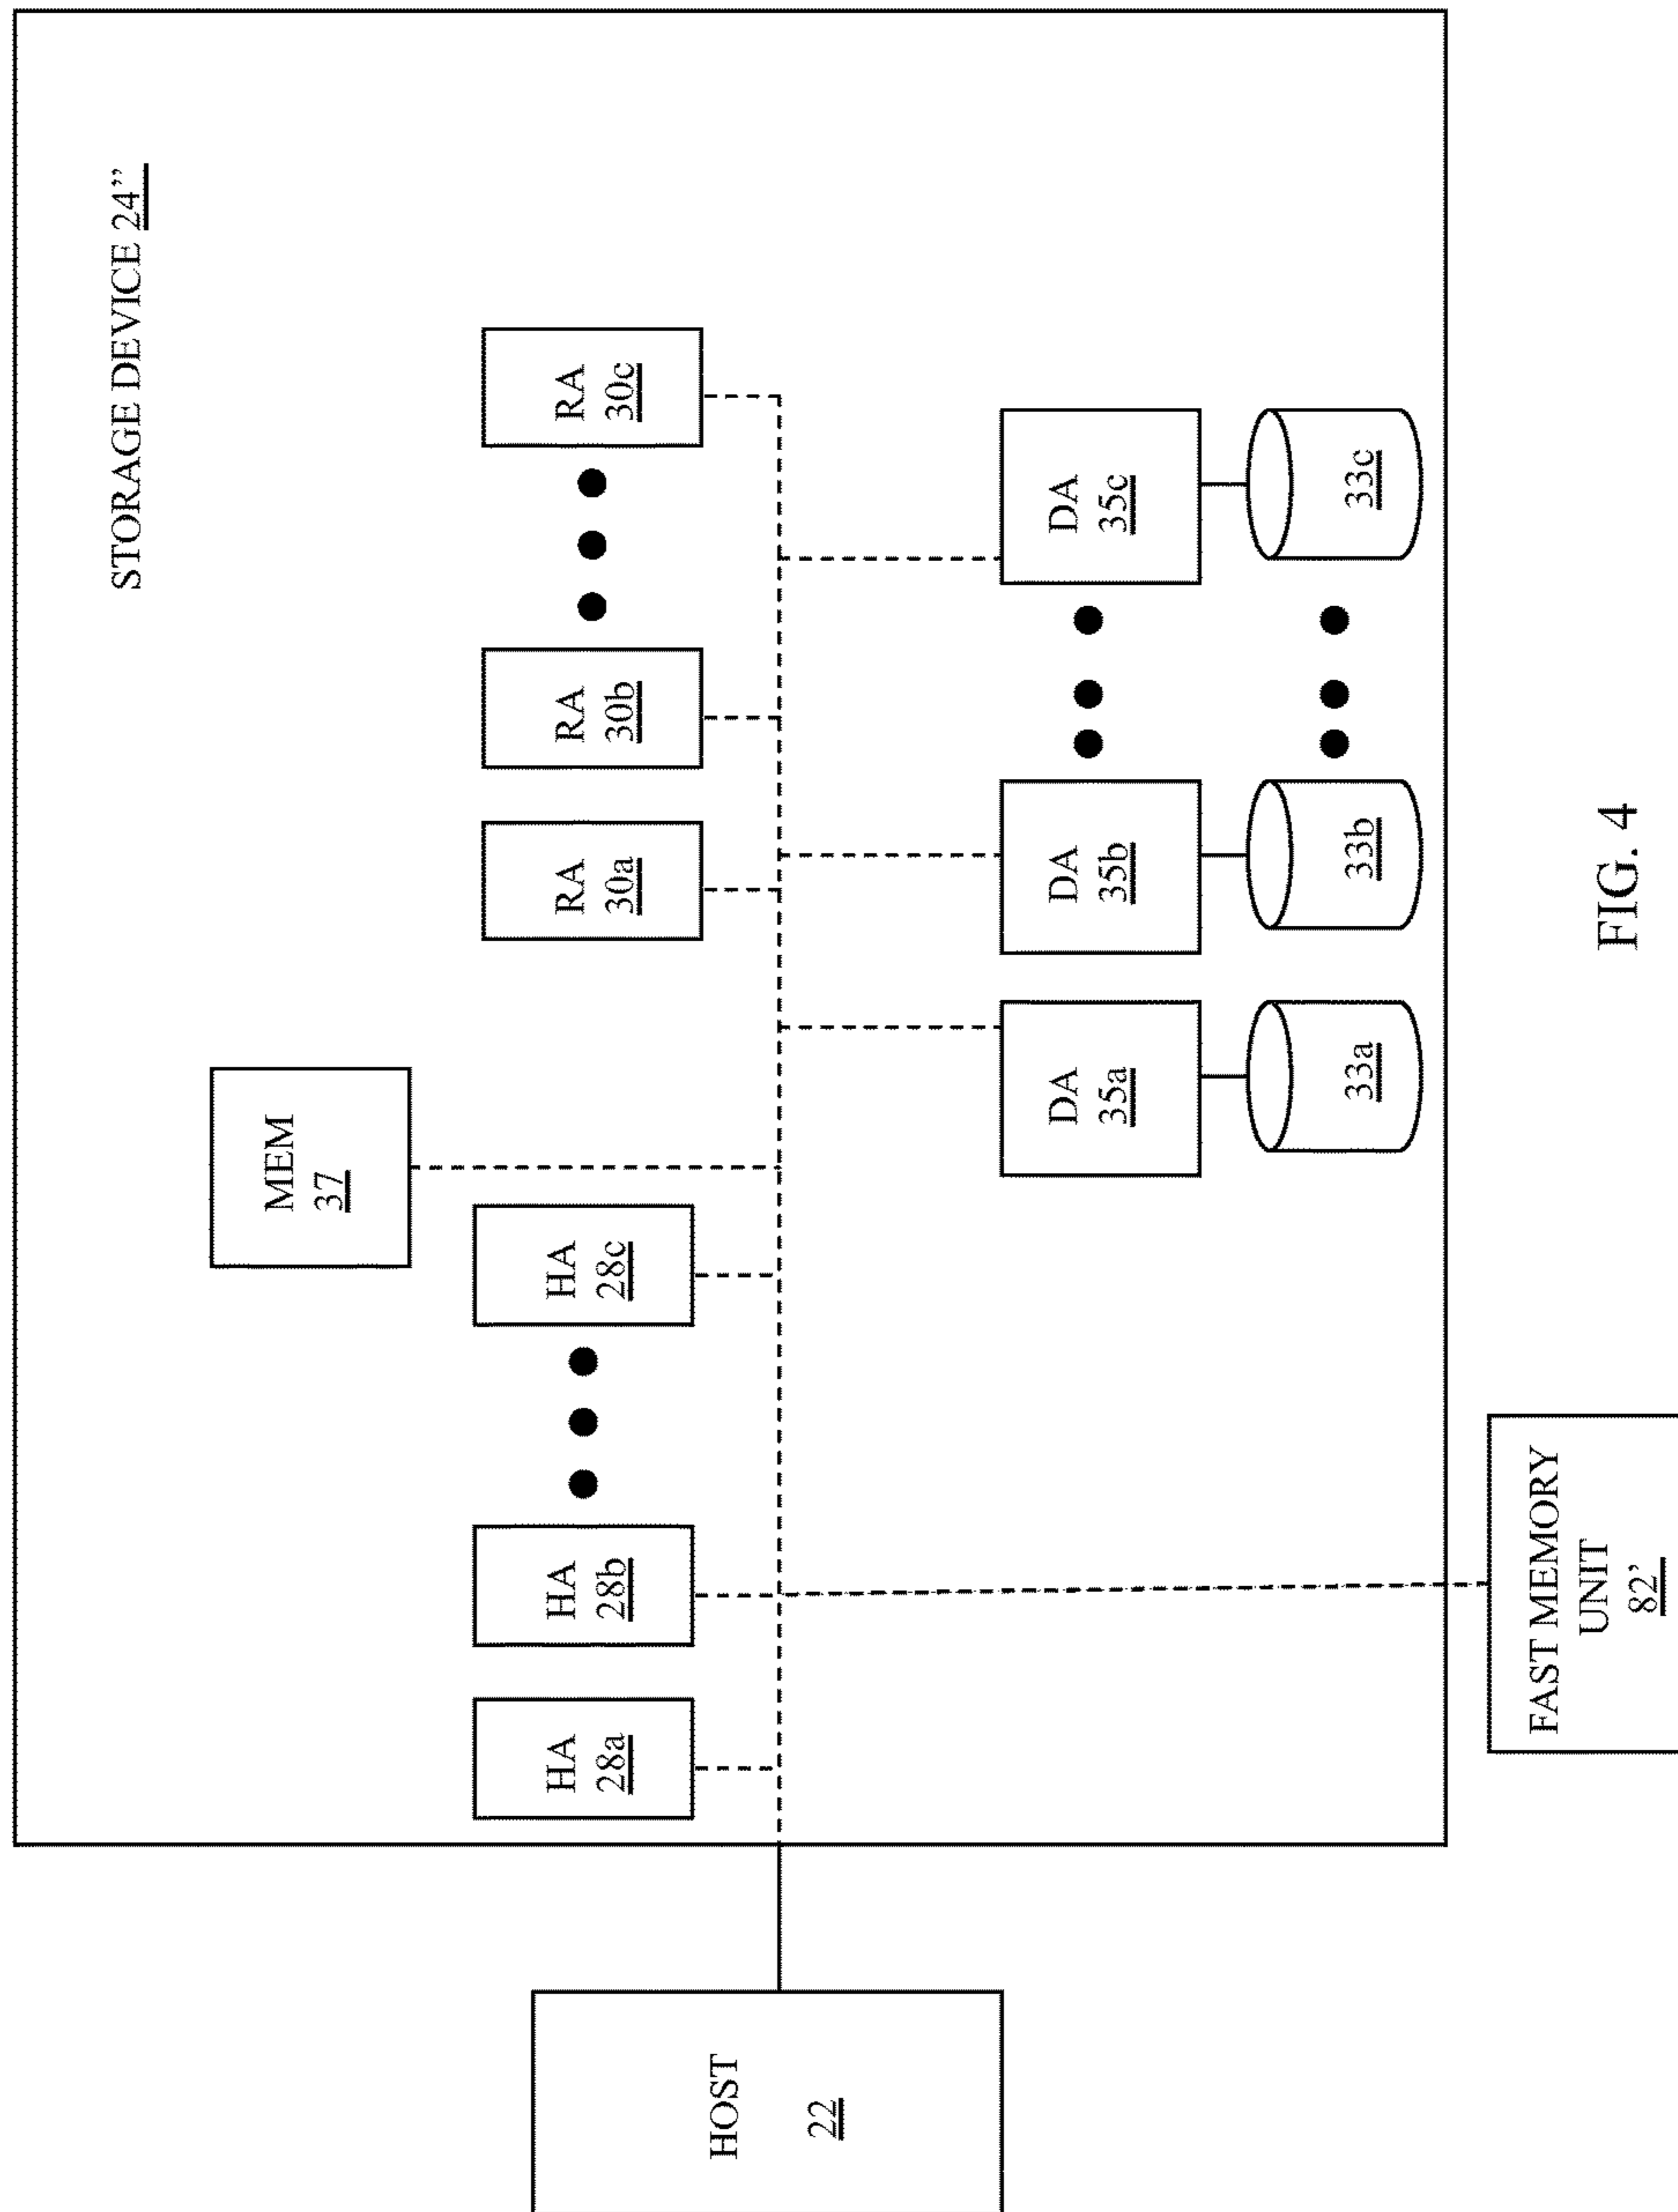 STORAGE DEVICE 24”
MEM
37
HA
28a
HA
28b
HA
28c
RA
30a
RA
30b
RA
30c
HOST
22
DA
35a
DA
35b
DA
35c
33a
33b
33c
FAST MEMORY
UNIT
82’
FIG. 4